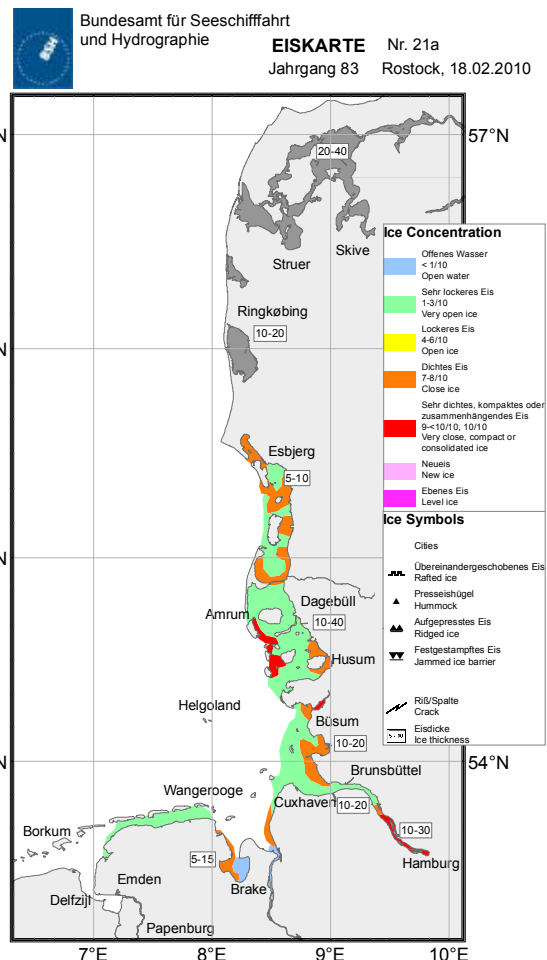 Bundesamt für Seeschifffahrt
und Hydrographie
BSH
EISKARTE Nr. 21a
Jahrgang 83 Rostock, 18.02.2010
57°N
20-40
Struer
Skive
Ringkøbing
10-20
N
N
Esbjerg
5-10
N
N
Dagebüll
Amrum
10-40
Husum
Helgoland
Büsum
10-20
N
54°N
Brunsbüttel
Wangerooge
Cuxhaven
10-20
Borkum
10-30
5-15
Hamburg
Emden
Brake
Delfzijl
Papenburg
7°E
8°E
9°E
10°E
Ice Concentration
Offenes Wasser
< 1/10
Open water
Sehr lockeres Eis
1-3/10
Very open ice
Lockeres Eis
4-6/10
Open ice
Dichtes Eis
7-8/10
Close ice
Sehr dichtes, kompaktes oder
zusammenhängendes Eis
9-<10/10, 10/10
Very close, compact or
consolidated ice
Neueis
New ice
Ebenes Eis
Level ice
Ice Symbols
Cities
Übereinandergeschobenes Eis
Rafted ice
Presseishügel
Hummock
Aufgepresstes Eis
Ridged ice
Festgestampftes Eis
Jammed ice barrier
Riß/Spalte
Crack
Eisdicke
Ice thickness